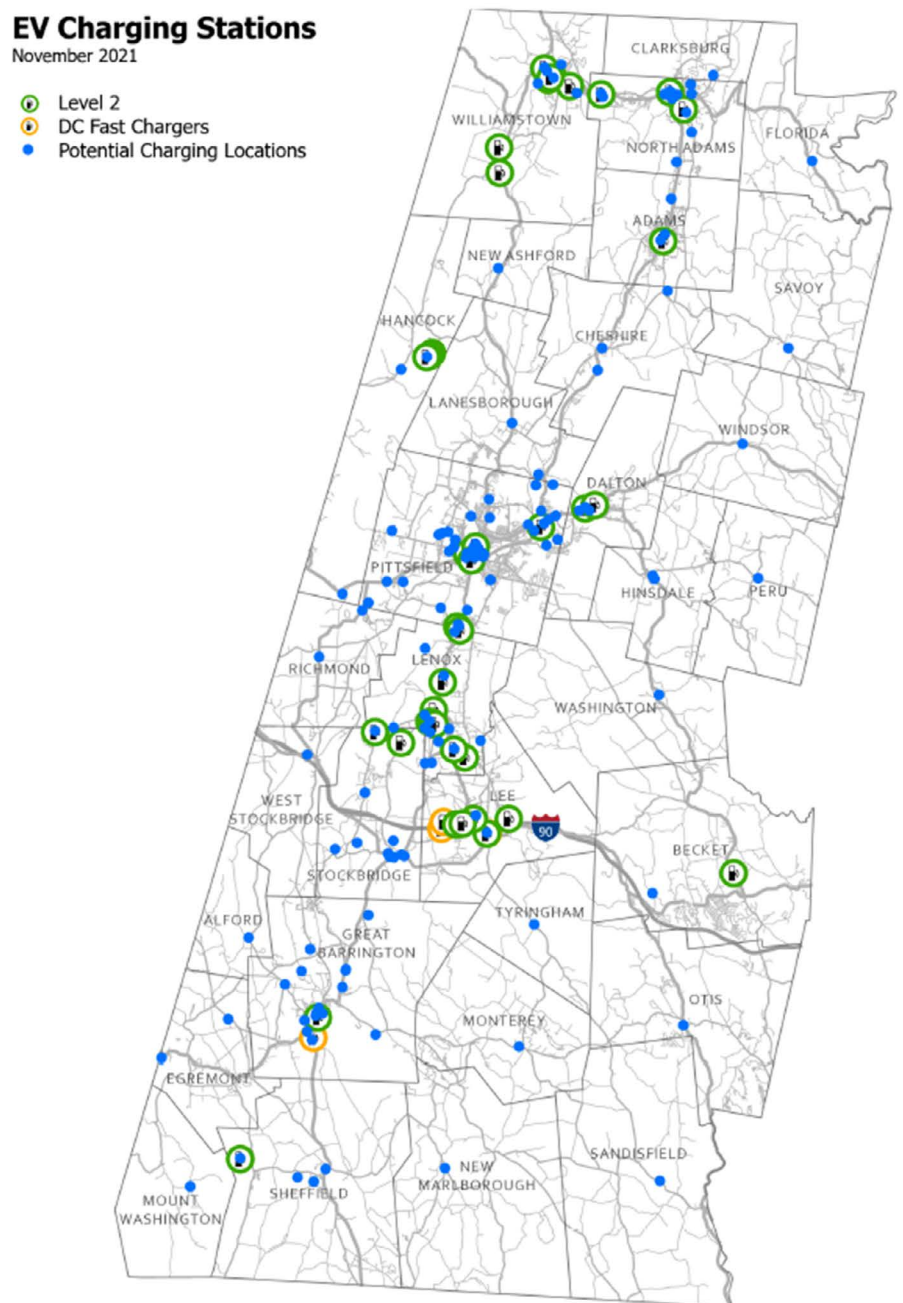 EV Charging Stations
November 2021
Level 2
DC Fast Chargers
Potential Charging Locations
CLARKSBURG
WILLIAMSTOWN
FLORIDA
NORTH ADAMS
ADAMS
NEW ASHFORD
SAVOY
HANCOCK
CHESHIRE
LANESBOROUGH
WINDSOR
DALTON
PITTSFIELD
HINSDALE
PERU
RICHMOND
LENOX
WASHINGTON
WEST
STOCKBRIDGE
LEE
90
BECKET
STOCKBRIDGE
TYRINGHAM
ALFORD
GREAT
BARRINGTON
OTIS
MONTEREY
EGREMONT
SANDISFIELD
NEW
MARLBOROUGH
SHEFFIELD
MOUNT
WASHINGTON